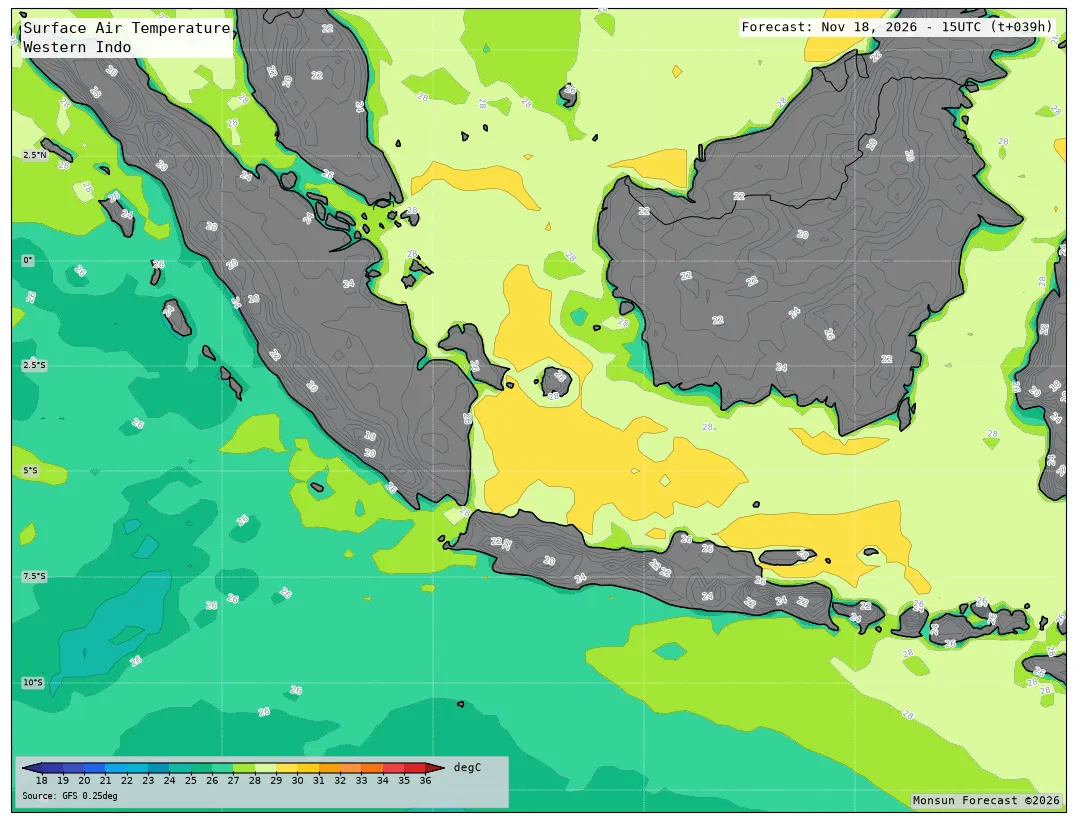 Surface Air Temperature
Western Indo
Forecast: Nov 18, 2026 - 15UTC (t+039h)
2.5°N
0°
2.5°S
5°S
7.5°S
10°S
18 19 20 21 22 23 24 25 26 27 28 29 30 31 32 33 34 35 36 degC
Source: GFS 0.25deg
Monsun Forecast ©2026